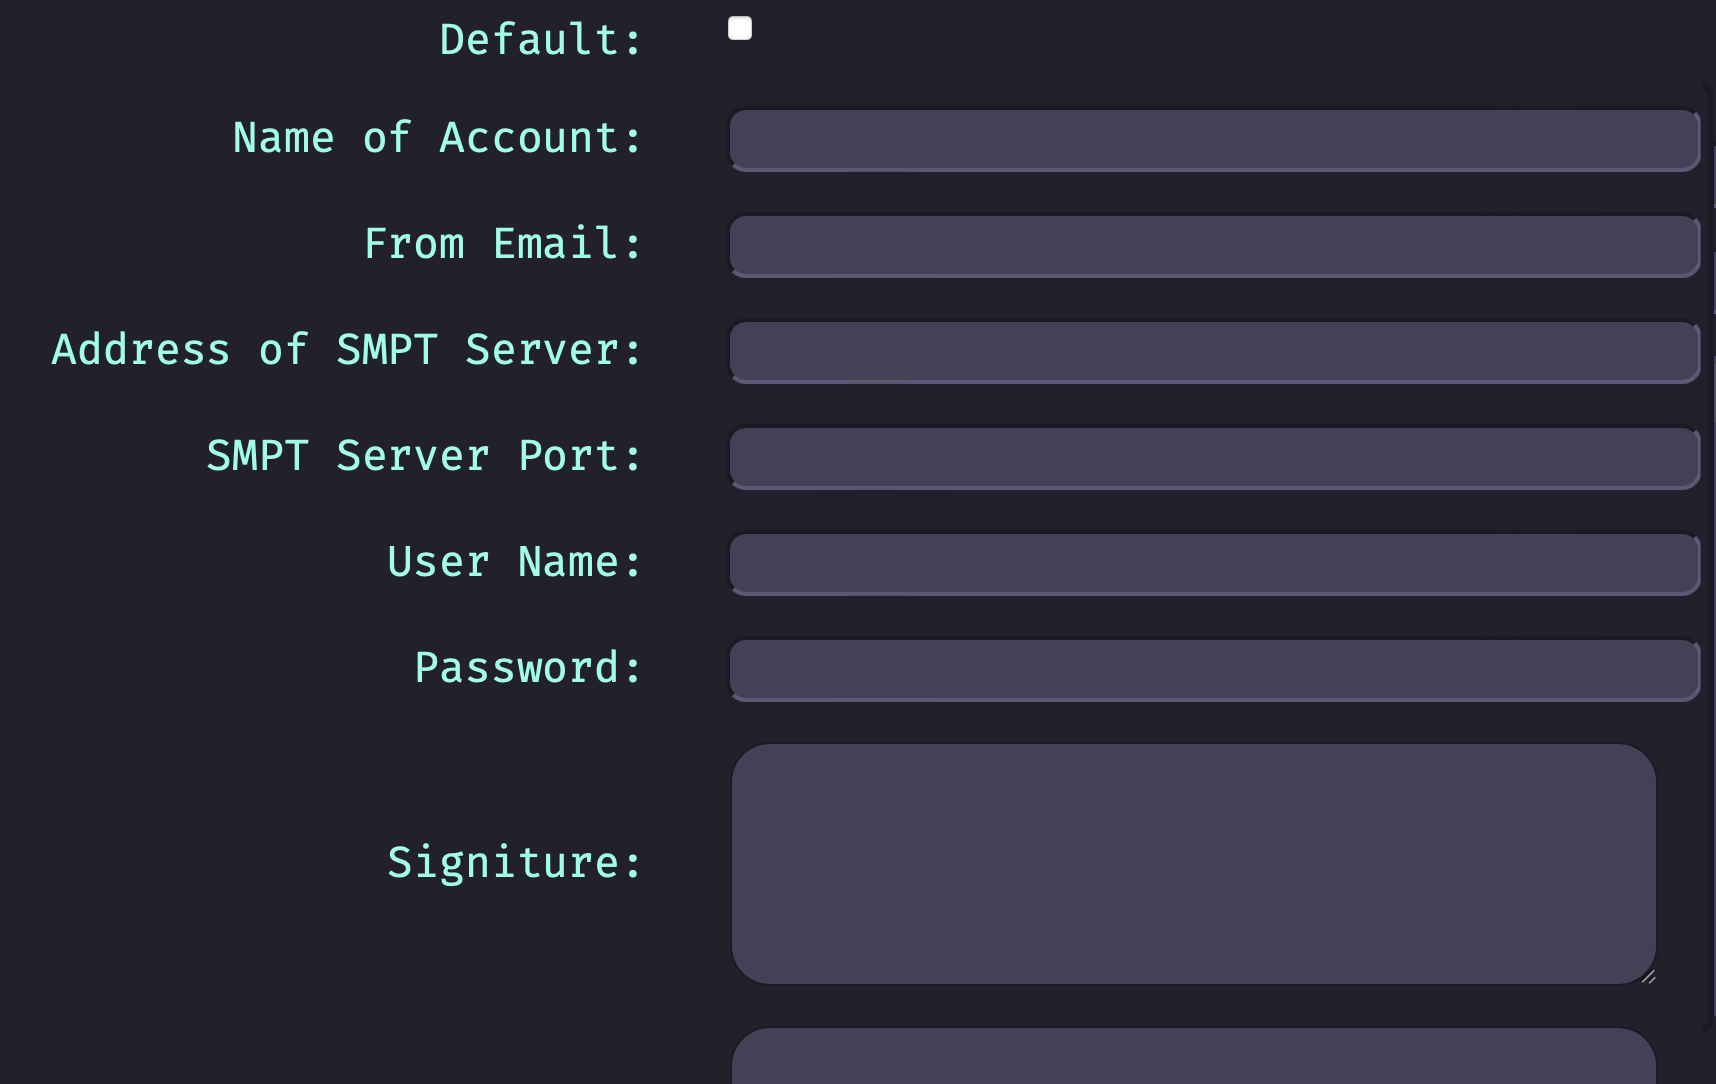 Default:
Name of Account:
From Email:
Address of SMPT Server:
SMPT Server Port:
User Name:
Password:
Signiture: